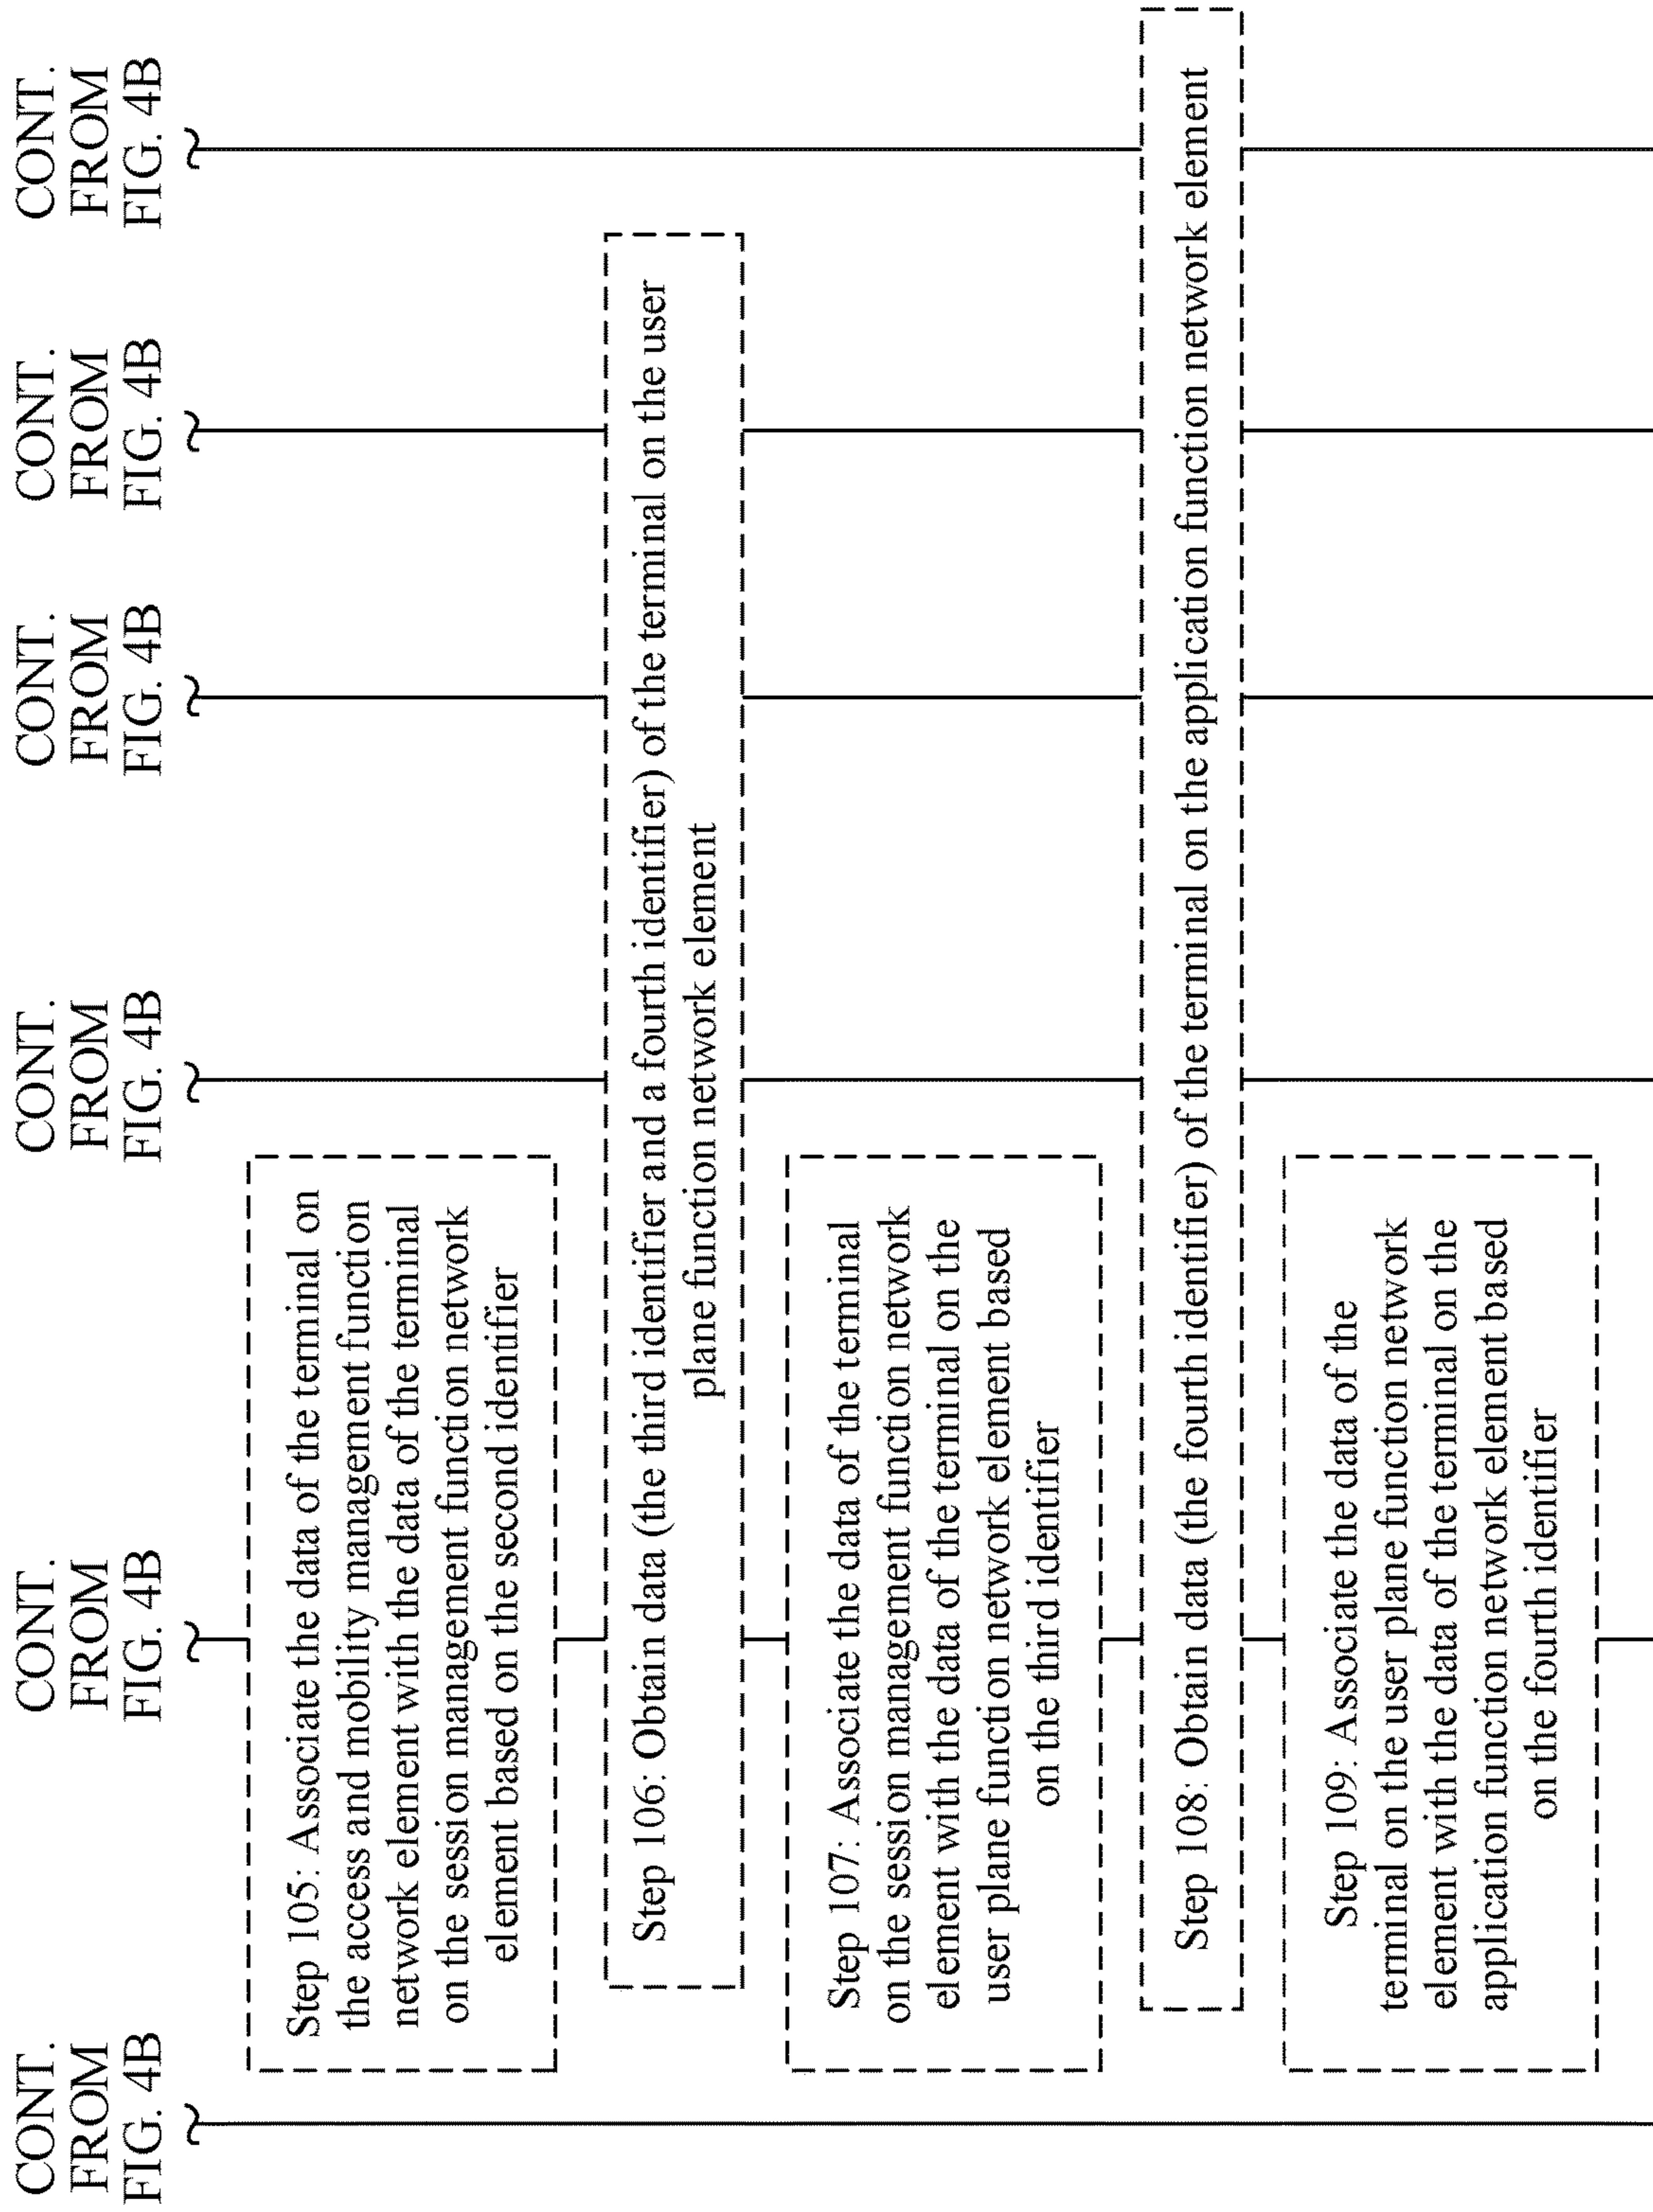 CONT.
FROM
FIG. 4B
CONT.
FROM
FIG. 4B
CONT.
FROM
FIG. 4B
CONT.
FROM
FIG. 4B
CONT.
FROM
FIG. 4B
CONT.
FROM
FIG. 4B
Step 105: Associate the data of the terminal on
the access and mobility management function
network element with the data of the terminal
on the session management function network
element based on the second identifier
Step 106: Obtain data (the third identifier and a fourth identifier) of the terminal on the user
plane function network element
Step 107: Associate the data of the terminal
on the session management function network
element with the data of the terminal on the
user plane function network element based
on the third identifier
Step 108: Obtain data (the fourth identifier) of the terminal on the application function network element
Step 109: Associate the data of the
terminal on the user plane function network
element with the data of the terminal on the
application function network element based
on the fourth identifier